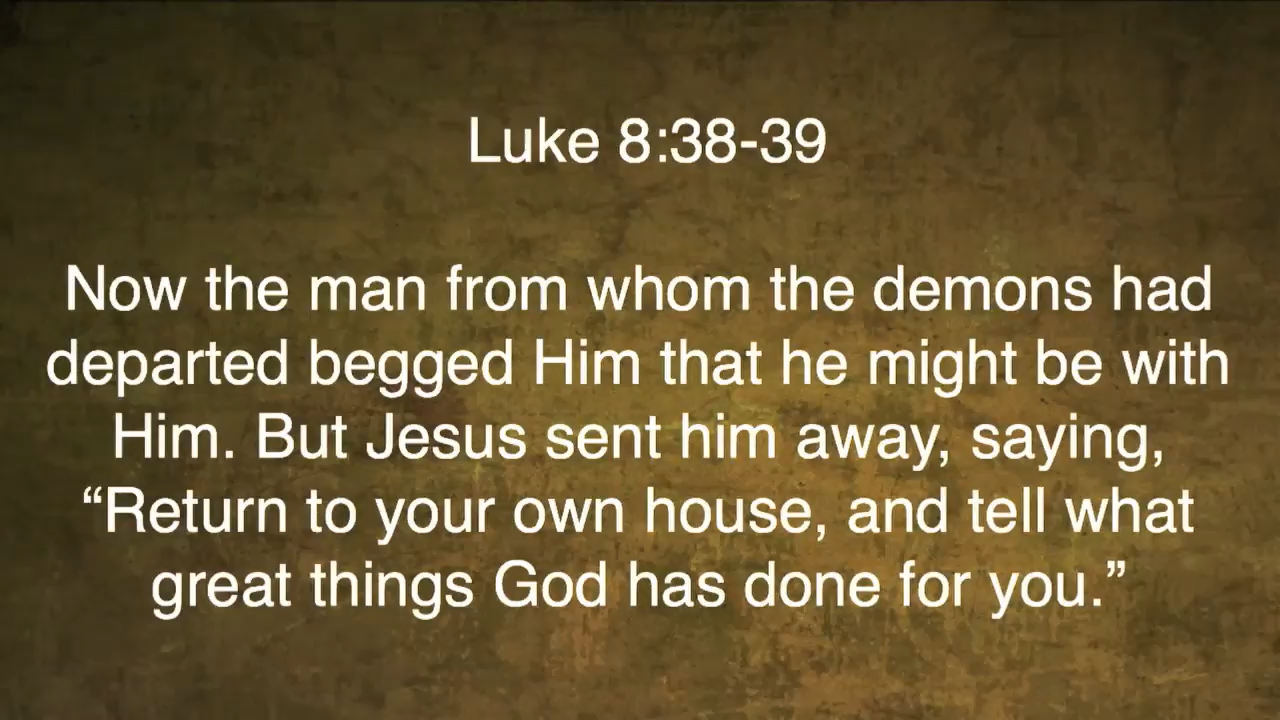 Luke 8:38-39
Now the man from whom the demons had
departed begged Him that he might be with
Him. But Jesus sent him away, saying,
“Return to your own house, and tell what
great things God has done for you.”